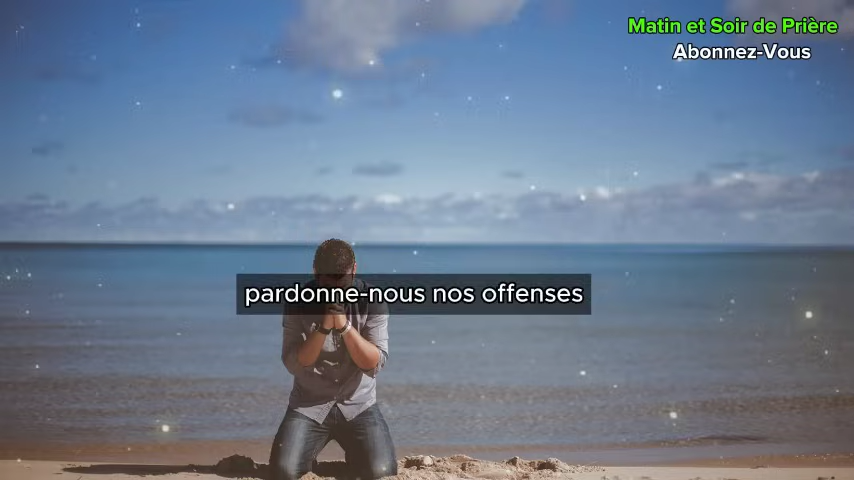 Matin et Soir de Prière
Abonnez-Vous
pardonne-nous nos offenses